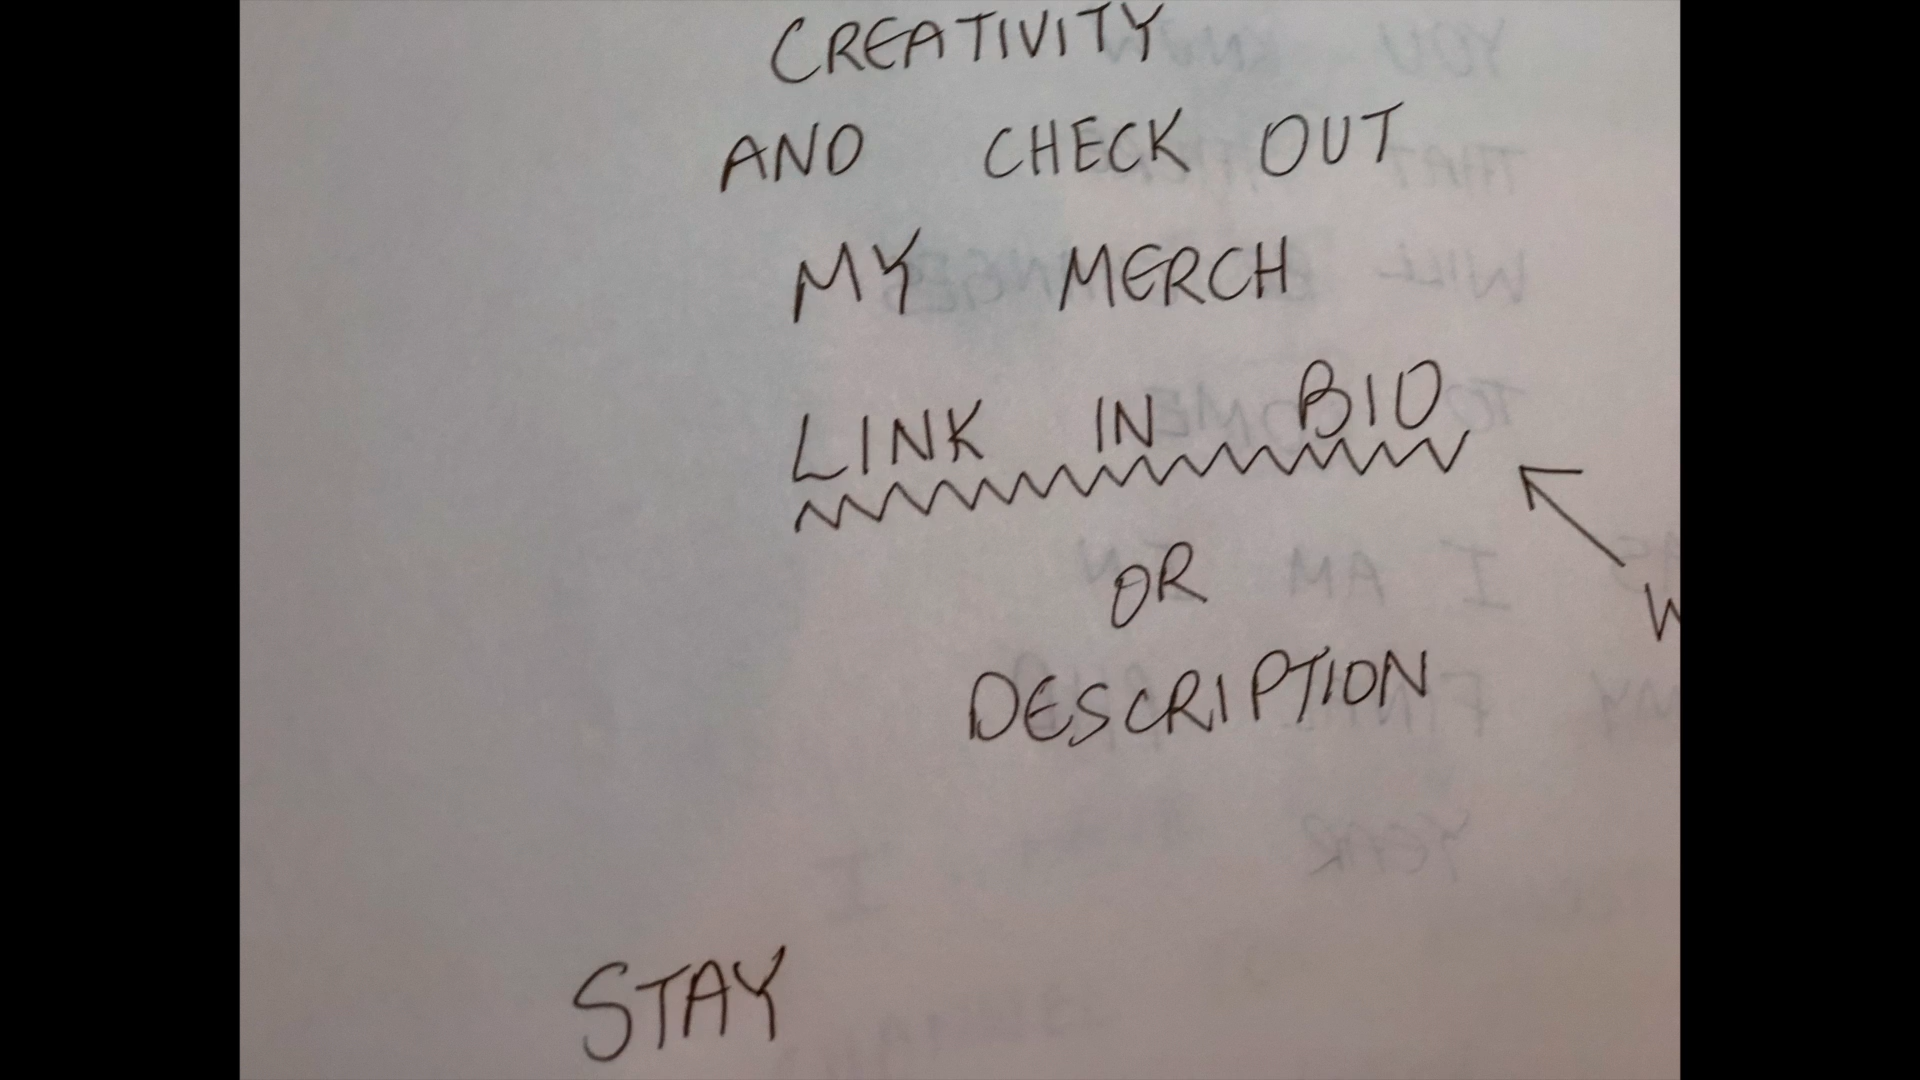 CREATIVITY
AND CHECK OUT
MY MERCH
LINK IN BIO
OR
DESCRIPTION
STAY